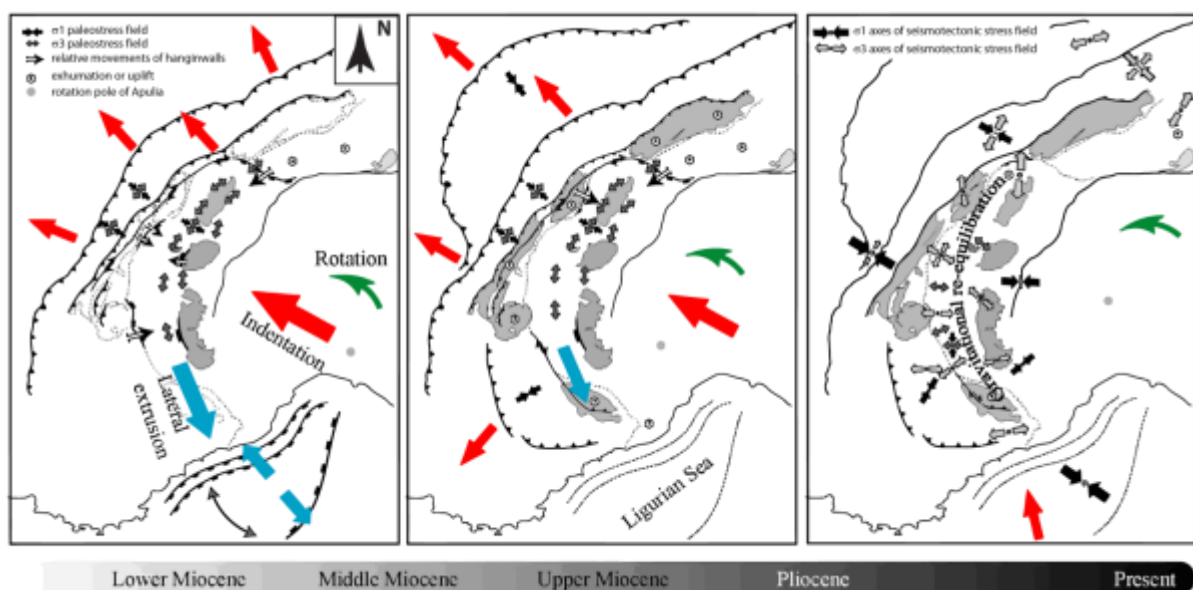 σ1 paleostress field
σ3 paleostress field
relative movements of hanginwalls
exhumation or uplift
rotation pole of Apulia
N
Rotation
Indentation
Lateral
extrusion
Ligurian Sea
σ1 axes of seismotectonic stress field
σ3 axes of seismotectonic stress field
Gravitational re-equilibration
Lower Miocene
Middle Miocene
Upper Miocene
Pliocene
Present